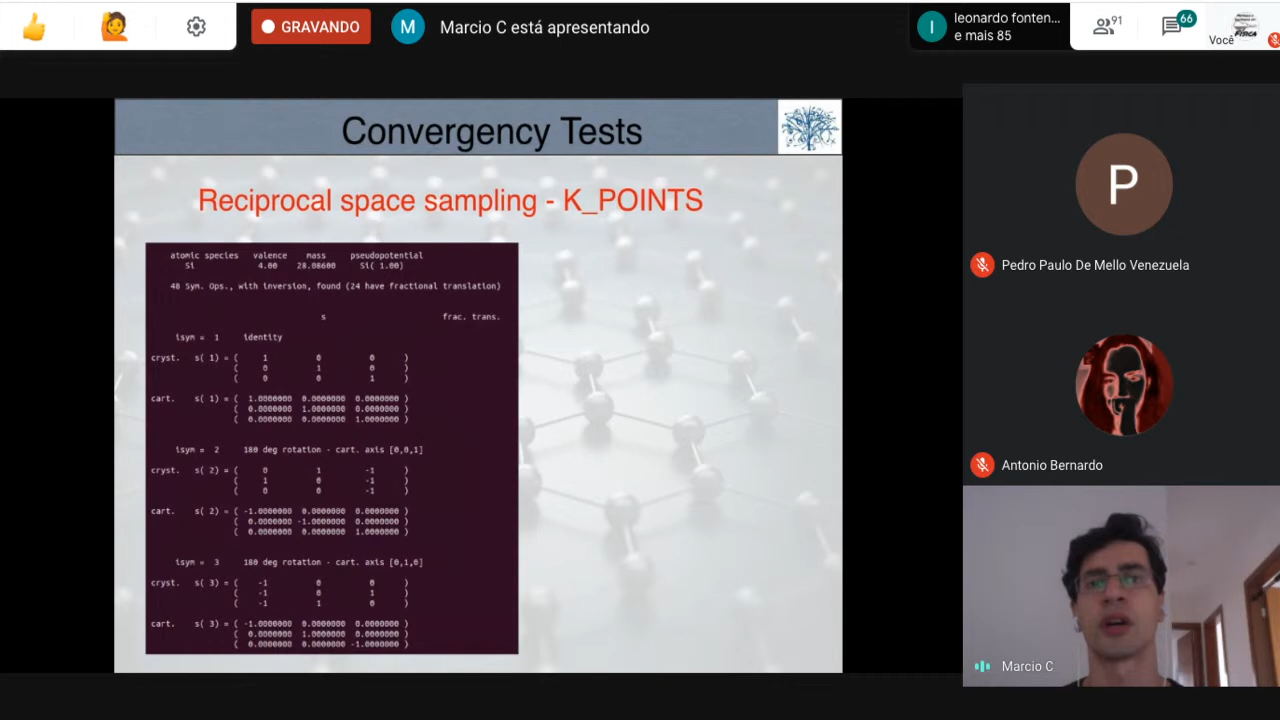 GRAVANDO
M
Marcio C está apresentando
I
leonardo fonten...
e mais 85
91
66
Você
FÍSICA
Convergency Tests
Reciprocal space sampling - K_POINTS
atomic species valence mass pseudopotential
Si 4.00 28.08600 Si( 1.00)
48 Sym. Ops., with inversion, found (24 have fractional translation)
s frac. trans.
isym = 1 identity
cryst. s( 1) = ( 1 0 0 )
( 0 1 0 )
( 0 0 1 )
cart. s( 1) = ( 1.0000000 0.0000000 0.0000000 )
( 0.0000000 1.0000000 0.0000000 )
( 0.0000000 0.0000000 1.0000000 )
isym = 2 180 deg rotation - cart. axis [0,0,1]
cryst. s( 2) = ( 0 1 -1 )
( 1 0 -1 )
( 0 0 -1 )
cart. s( 2) = ( -1.0000000 0.0000000 0.0000000 )
( 0.0000000 -1.0000000 0.0000000 )
( 0.0000000 0.0000000 1.0000000 )
isym = 3 180 deg rotation - cart. axis [0,1,0]
cryst. s( 3) = ( -1 0 0 )
( -1 0 1 )
( -1 1 0 )
cart. s( 3) = ( -1.0000000 0.0000000 0.0000000 )
( 0.0000000 1.0000000 0.0000000 )
( 0.0000000 0.0000000 -1.0000000 )
P
Pedro Paulo De Mello Venezuela
Antonio Bernardo
Marcio C